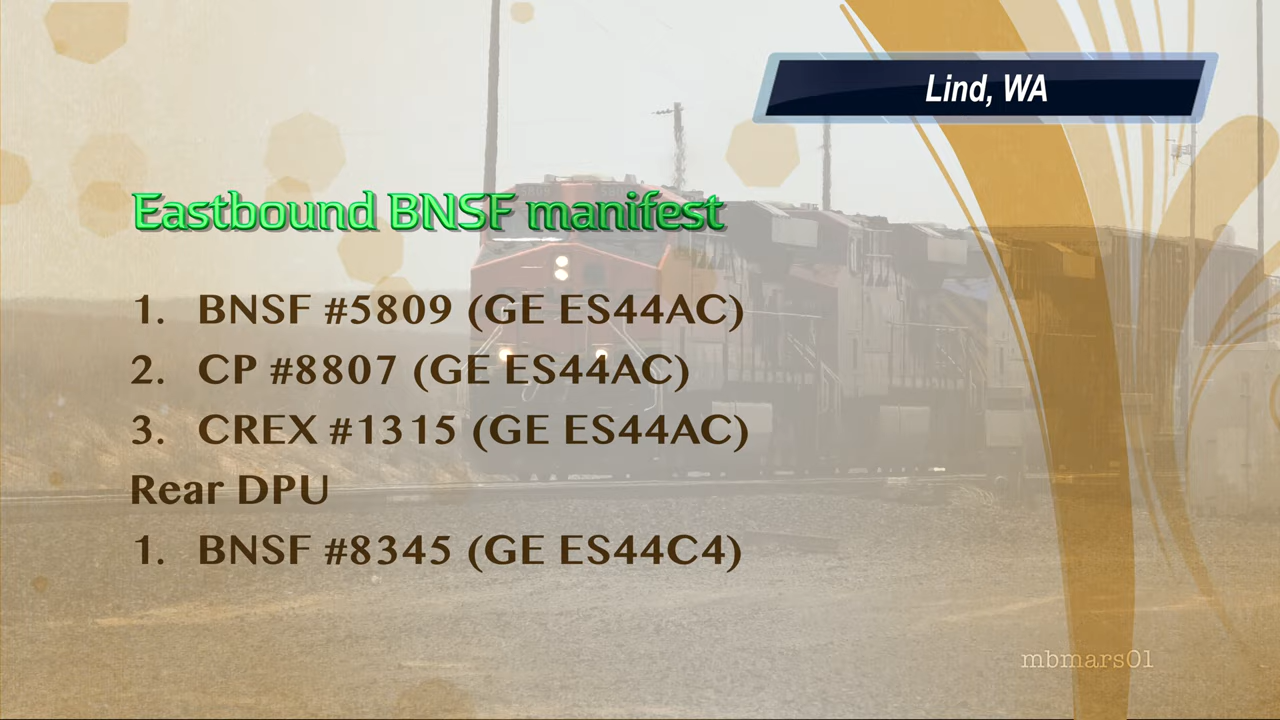 Lind, WA
Eastbound BNSF manifest
1. BNSF #5809 (GE ES44AC)
2. CP #8807 (GE ES44AC)
3. CREX #1315 (GE ES44AC)
Rear DPU
1. BNSF #8345 (GE ES44C4)
mbmars01